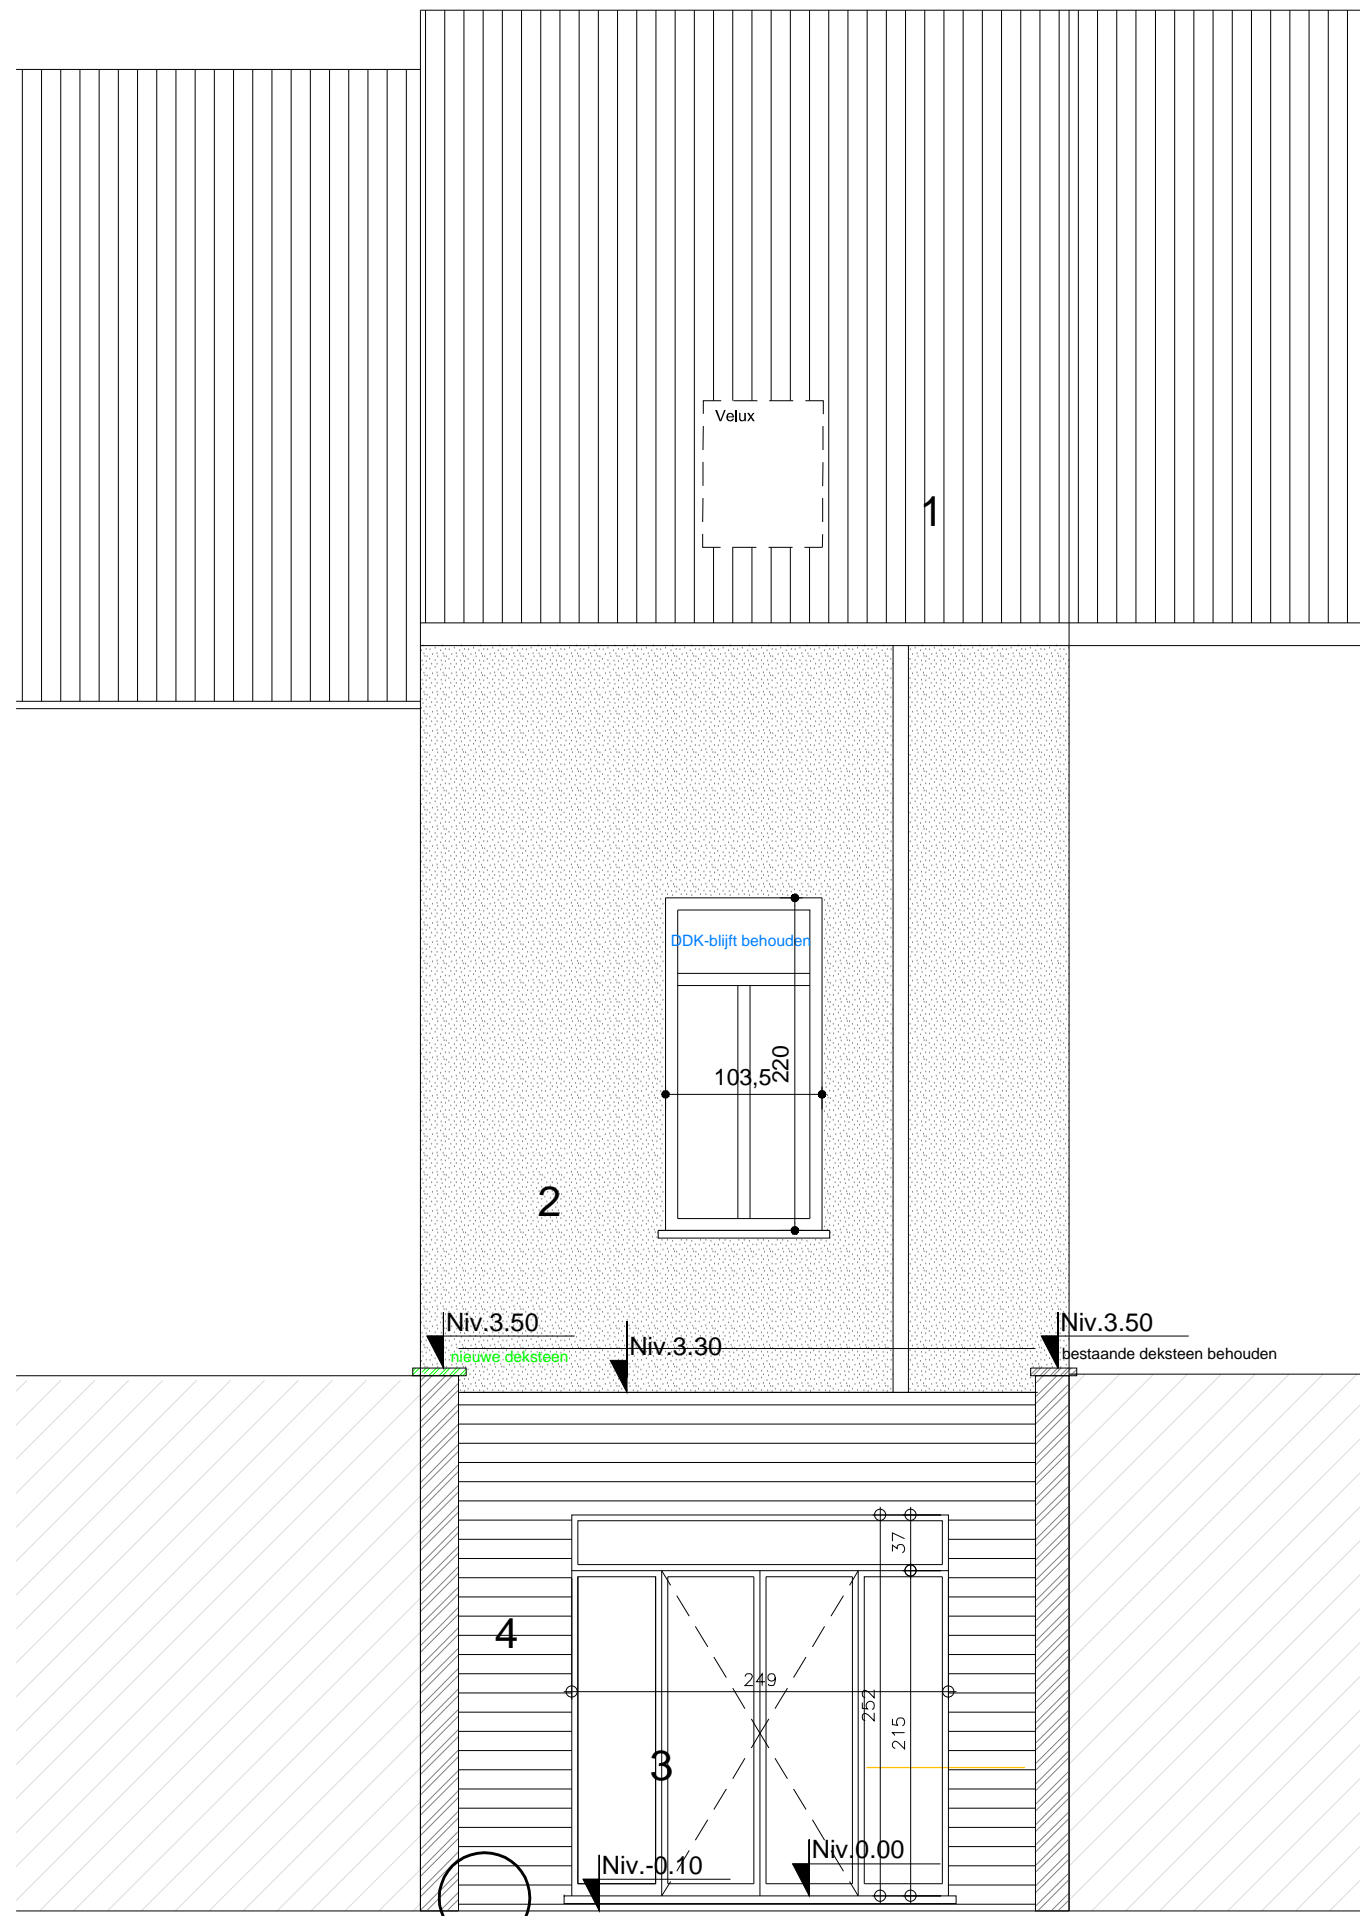 Velux
1
DDK-blijft behouden
103,5
220
2
Niv.3.50
Niv.3.50
nieuwe deksteen
Niv.3.30
bestaande deksteen behouden
37
4
249
252
215
3
Niv.0.00
Niv.-0.10